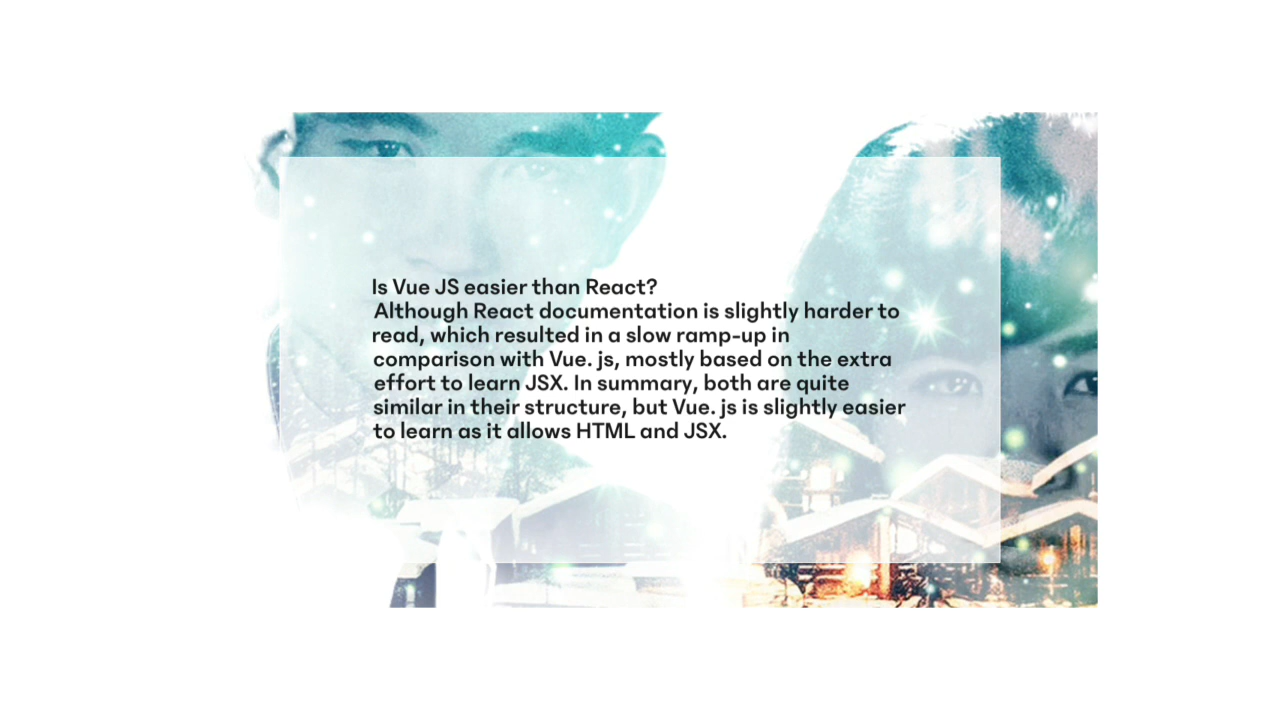 Is Vue JS easier than React?
Although React documentation is slightly harder to
read, which resulted in a slow ramp-up in
comparison with Vue. js, mostly based on the extra
effort to learn JSX. In summary, both are quite
similar in their structure, but Vue. js is slightly easier
to learn as it allows HTML and JSX.